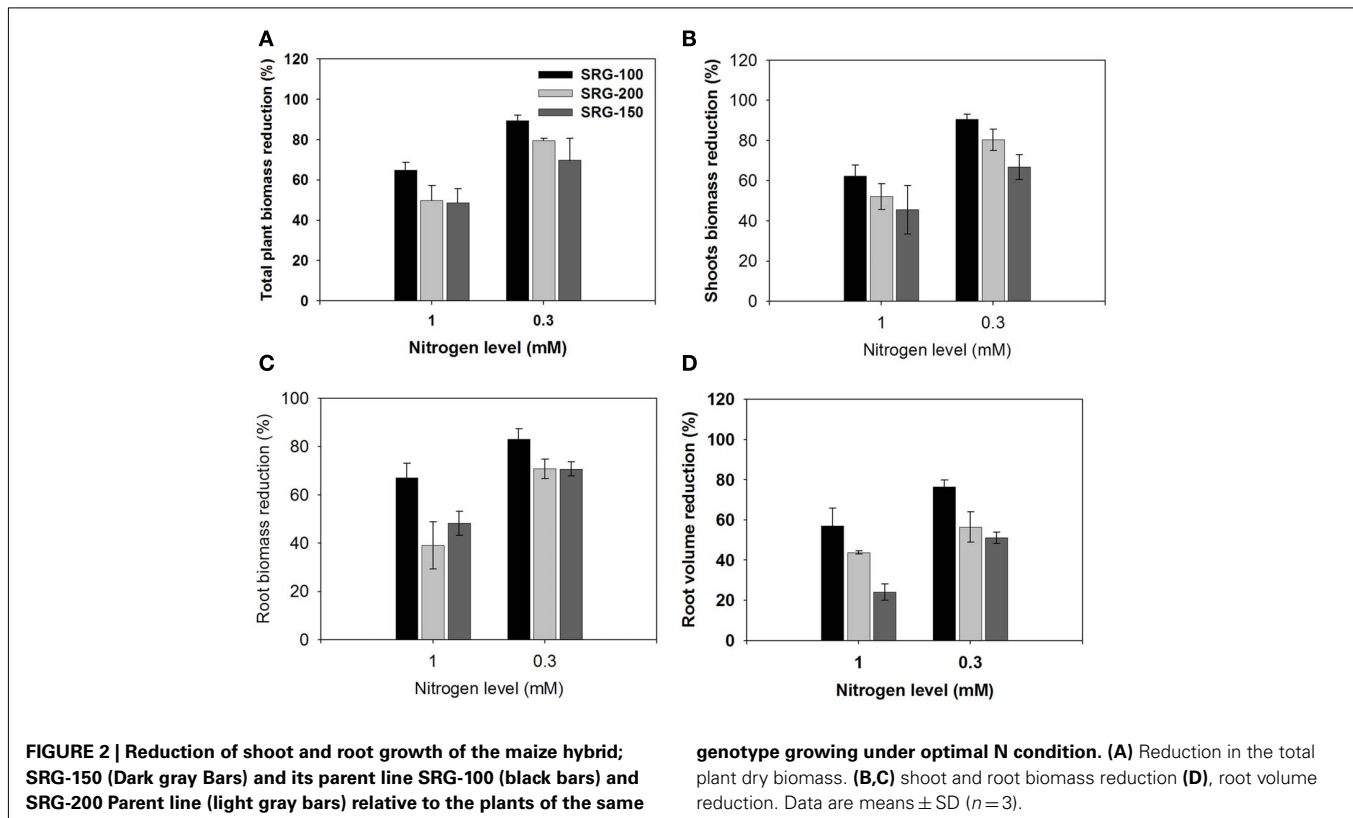 A
Total plant biomass reduction (%)
120
100
80
60
40
20
0
SRG-100
SRG-200
SRG-150
1
0.3
Nitrogen level (mM)
B
Shoots biomass reduction (%)
120
100
80
60
40
20
0
1
0.3
Nitrogen level (mM)
C
Root biomass reduction (%)
100
80
60
40
20
0
1
0.3
Nitrogen level (mM)
D
Root volume reduction (%)
120
100
80
60
40
20
0
1
0.3
Nitrogen level (mM)
FIGURE 2 | Reduction of shoot and root growth of the maize hybrid;
SRG-150 (Dark gray Bars) and its parent line SRG-100 (black bars) and
SRG-200 Parent line (light gray bars) relative to the plants of the same
genotype growing under optimal N condition. (A) Reduction in the total
plant dry biomass. (B,C) shoot and root biomass reduction (D), root volume
reduction. Data are means ± SD (n = 3).